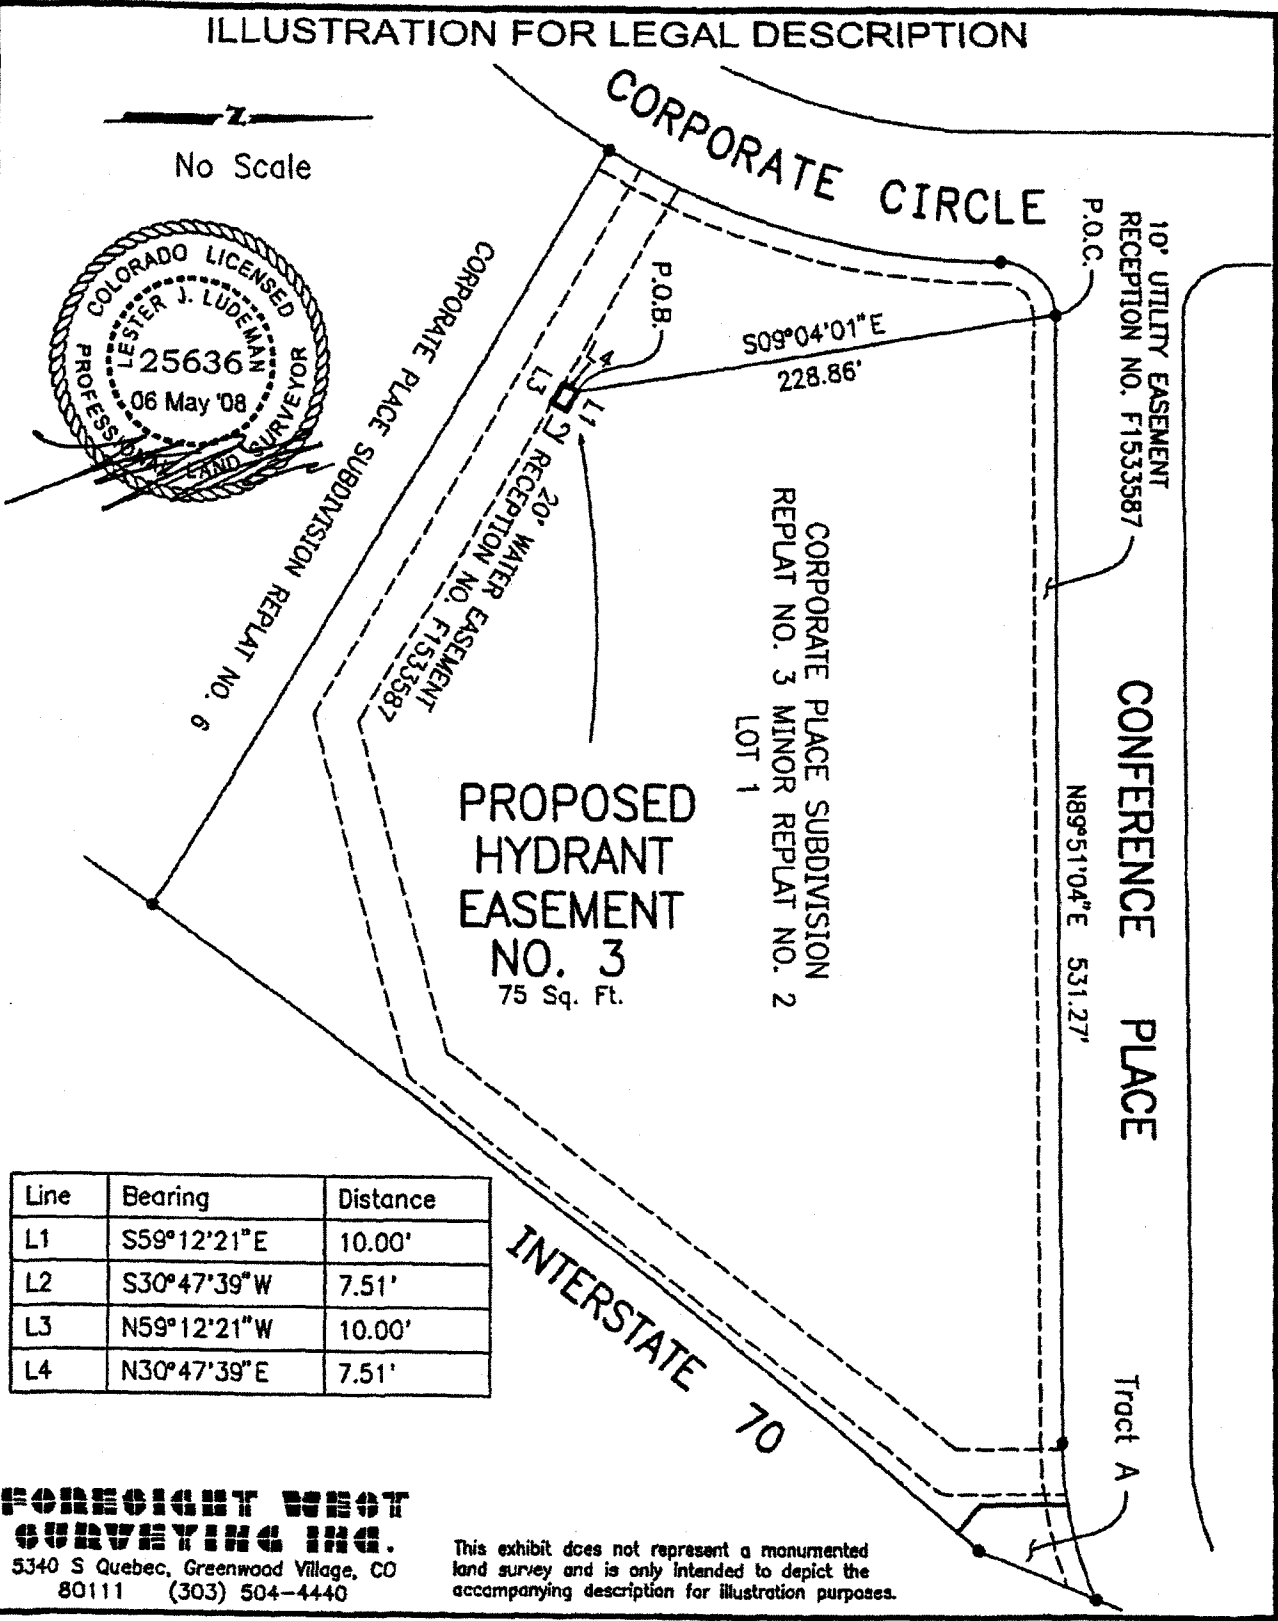 ILLUSTRATION FOR LEGAL DESCRIPTION
CORPORATE CIRCLE
Z
No Scale
COLORADO LICENSED
LESTER J. LUDEMAN
25636
06 May '08
PROFESSIONAL LAND SURVEYOR
CORPORATE PLACE SUBDIVISION REPLAT NO. 6
P.O.B.
S09°04'01"E
228.86'
P.O.C.
10' UTILITY EASEMENT
RECEPTION NO. F1533587
L4
L3
L1
L2
20' WATER EASEMENT
RECEPTION NO. F1533587
CORPORATE PLACE SUBDIVISION
REPLAT NO. 3 MINOR REPLAT NO. 2
LOT 1
CONFERENCE PLACE
N89°51'04"E 531.27'
PROPOSED
HYDRANT
EASEMENT
NO. 3
75 Sq. Ft.
INTERSTATE 70
Tract A
Line Bearing Distance
L1 S59°12'21"E 10.00'
L2 S30°47'39"W 7.51'
L3 N59°12'21"W 10.00'
L4 N30°47'39"E 7.51'
FORESIGHT WEST
SURVEYING INC.
5340 S Quebec, Greenwood Village, CO
80111 (303) 504-4440
This exhibit does not represent a monumented
land survey and is only intended to depict the
accompanying description for illustration purposes.